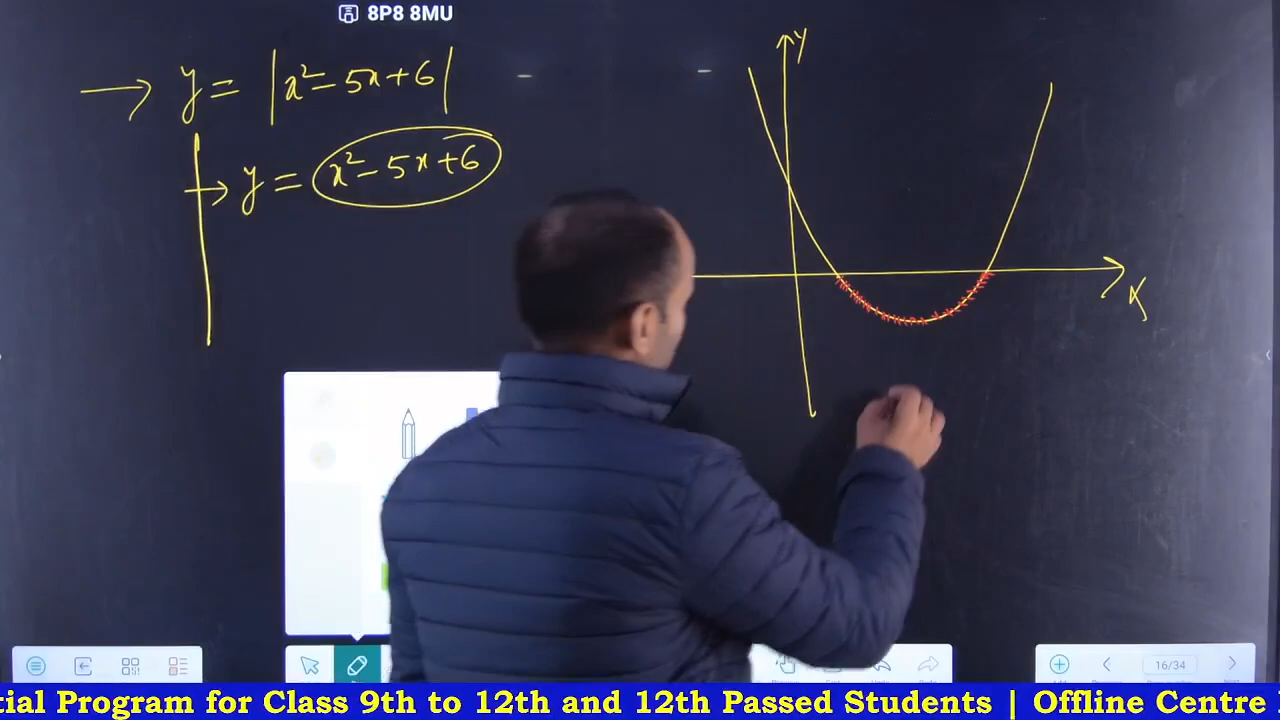 8P8 8MU
→ y = |x² - 5x + 6|
→ y = x² - 5x + 6
Y
X
16/34
tial Program for Class 9th to 12th and 12th Passed Students | Offline Centre